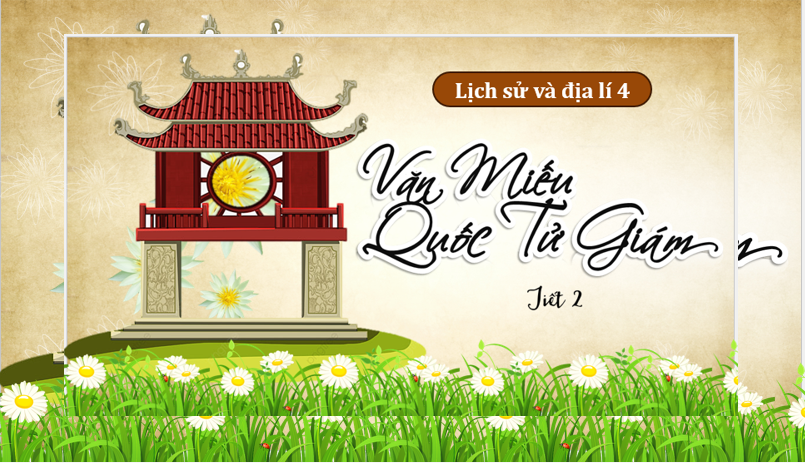 Lịch sử và địa lí 4
Văn Miếu
Quốc Tử Giám
Tiết 2